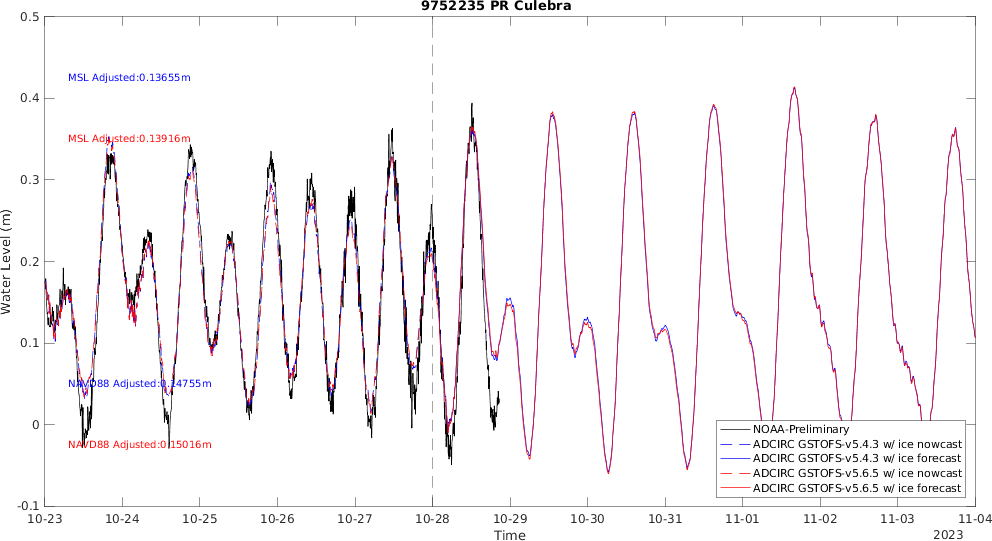 9752235 PR Culebra
0.5
MSL Adjusted:0.13655m
0.4
MSL Adjusted:0.13916m
0.3
Water Level (m)
0.2
0.1
NAVD88 Adjusted:0.14755m
0
NAVD88 Adjusted:0.15016m
NOAA-Preliminary
ADCIRC GSTOFS-v5.4.3 w/ ice nowcast
ADCIRC GSTOFS-v5.4.3 w/ ice forecast
ADCIRC GSTOFS-v5.6.5 w/ ice nowcast
ADCIRC GSTOFS-v5.6.5 w/ ice forecast
-0.1
10-23 10-24 10-25 10-26 10-27 10-28 10-29 10-30 10-31 11-01 11-02 11-03 11-04
Time
2023